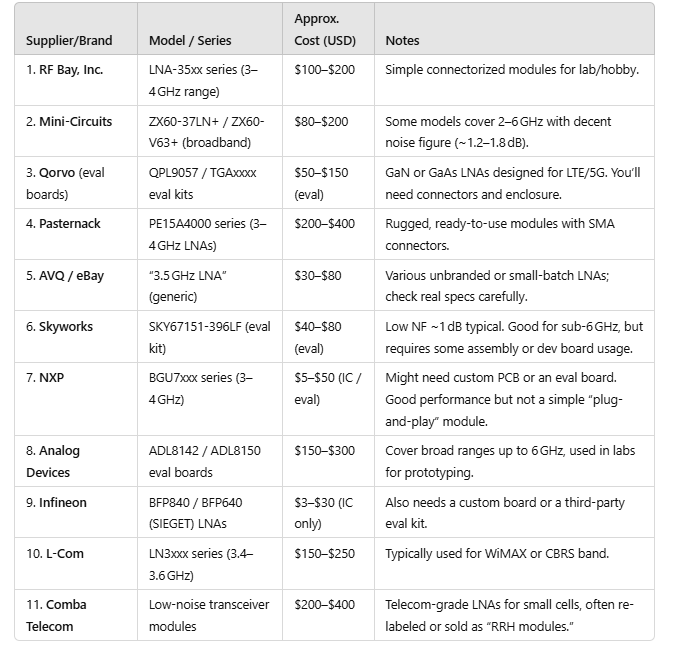 Supplier/Brand
Model / Series
Approx.
Cost (USD)
Notes
1. RF Bay, Inc.
LNA-35xx series (3–
4 GHz range)
$100–$200
Simple connectorized modules for lab/hobby.
2. Mini-Circuits
ZX60-37LN+ / ZX60-
V63+ (broadband)
$80–$200
Some models cover 2–6 GHz with decent
noise figure (~1.2–1.8 dB).
3. Qorvo (eval
boards)
QPL9057 / TGAxxxx
eval kits
$50–$150
(eval)
GaN or GaAs LNAs designed for LTE/5G. You'll
need connectors and enclosure.
4. Pasternack
PE15A4000 series (3–
4 GHz LNAs)
$200–$400
Rugged, ready-to-use modules with SMA
connectors.
5. AVQ / eBay
“3.5 GHz LNA”
(generic)
$30–$80
Various unbranded or small-batch LNAs;
check real specs carefully.
6. Skyworks
SKY67151-396LF (eval
kit)
$40–$80
(eval)
Low NF ~1 dB typical. Good for sub-6 GHz, but
requires some assembly or dev board usage.
7. NXP
BGU7xxx series (3–
4 GHz)
$5–$50 (IC /
eval)
Might need custom PCB or an eval board.
Good performance but not a simple “plug-
and-play” module.
8. Analog
Devices
ADL8142 / ADL8150
eval boards
$150–$300
Cover broad ranges up to 6 GHz, used in labs
for prototyping.
9. Infineon
BFP840 / BFP640
(SIEGET) LNAs
$3–$30 (IC
only)
Also needs a custom board or a third-party
eval kit.
10. L-Com
LN3xxx series (3.4–
3.6 GHz)
$150–$250
Typically used for WiMAX or CBRS band.
11. Comba
Telecom
Low-noise transceiver
modules
$200–$400
Telecom-grade LNAs for small cells, often re-
labeled or sold as “RRH modules.”